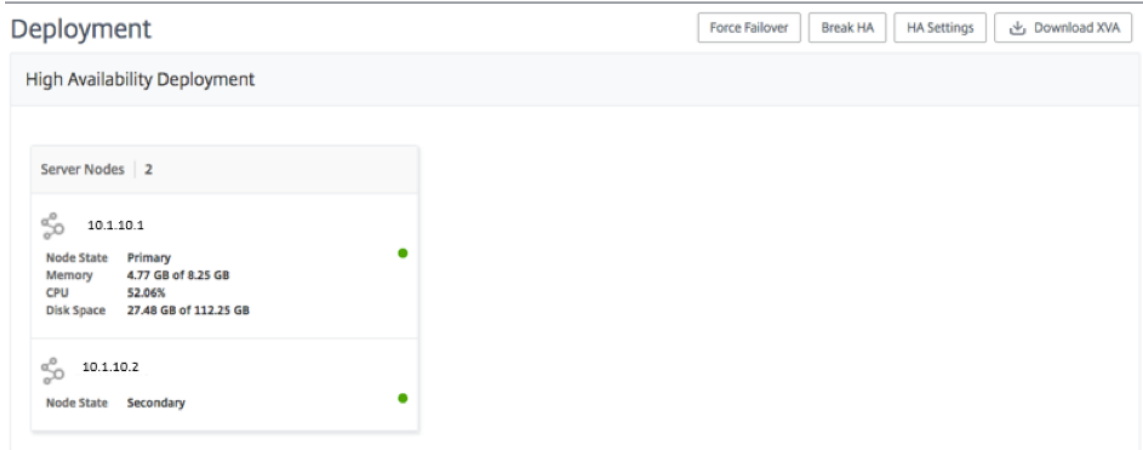 Deployment
Force Failover Break HA HA Settings Download XVA
High Availability Deployment
Server Nodes 2
10.1.10.1
Node State Primary
Memory 4.77 GB of 8.25 GB
CPU 52.06%
Disk Space 27.48 GB of 112.25 GB
10.1.10.2
Node State Secondary